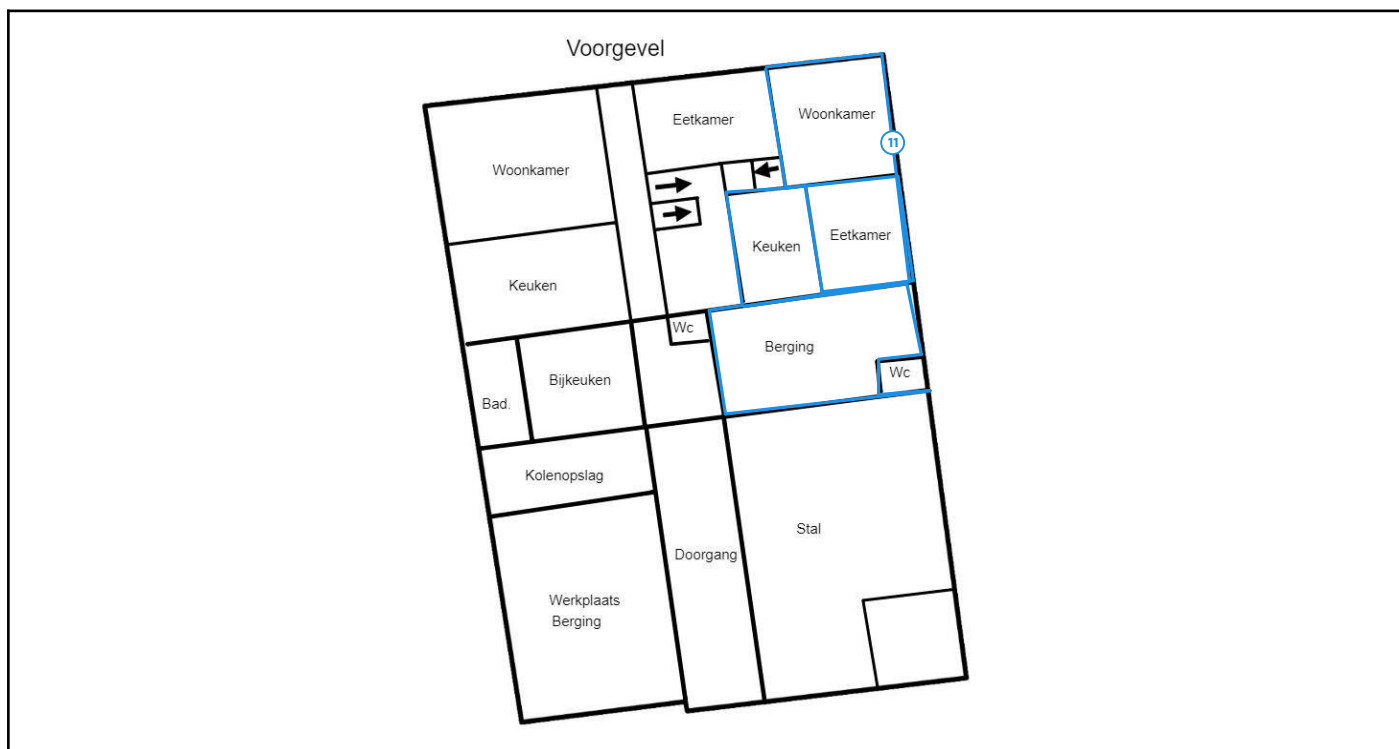 Voorgevel
Eetkamer
Woonkamer
11
Woonkamer
Keuken
Eetkamer
Keuken
Wc
Berging
Wc
Bijkeuken
Bad.
Kolenopslag
Stal
Doorgang
Werkplaats
Berging